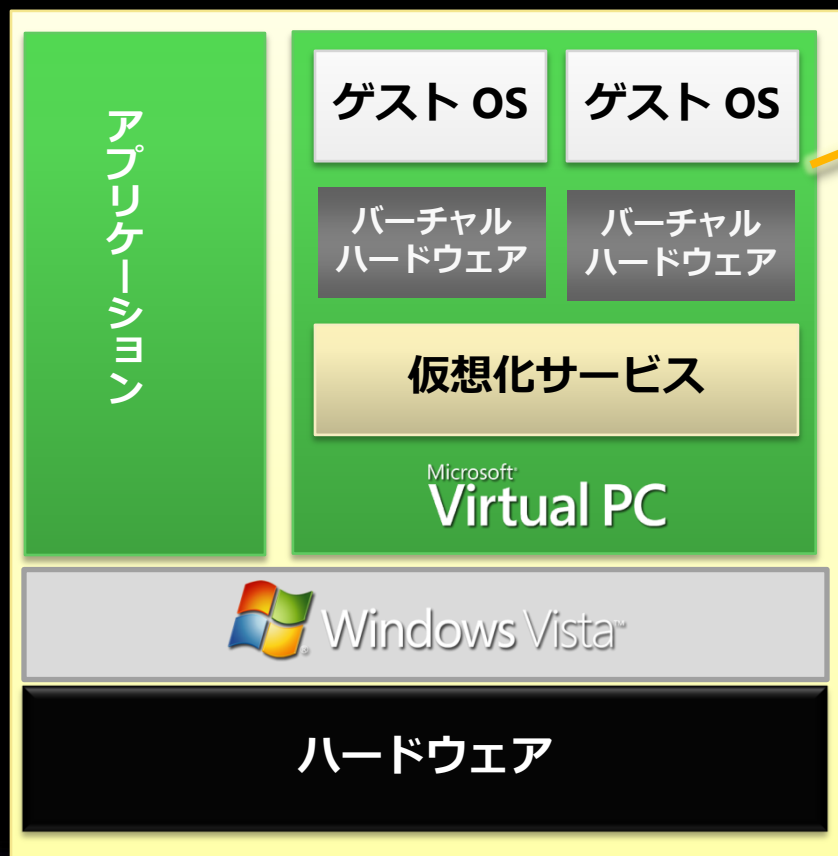 アプリケーション
ゲスト OS
ゲスト OS
バーチャル
ハードウェア
バーチャル
ハードウェア
仮想化サービス
Microsoft®
Virtual PC
Windows Vista™
ハードウェア